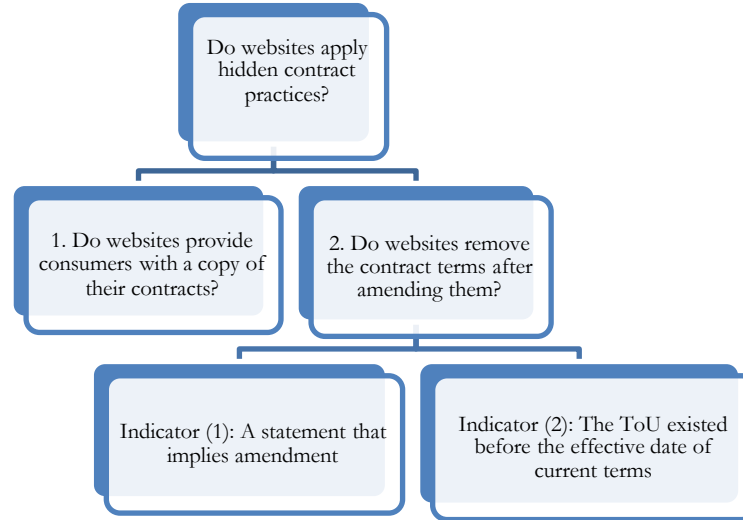 Do websites apply
hidden contract
practices?
1. Do websites provide
consumers with a copy of
their contracts?
2. Do websites remove
the contract terms after
amending them?
Indicator (1): A statement that
implies amendment
Indicator (2): The ToU existed
before the effective date of
current terms